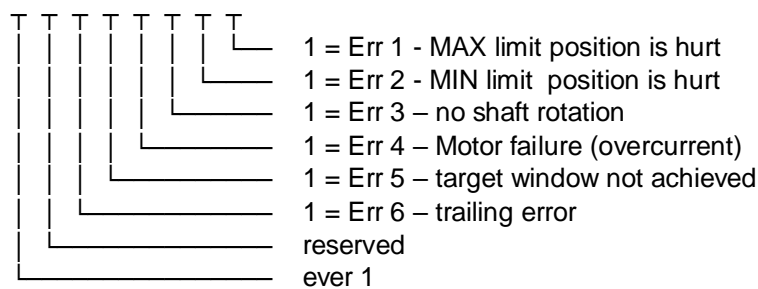 1 = Err 1 - MAX limit position is hurt
1 = Err 2 - MIN limit position is hurt
1 = Err 3 – no shaft rotation
1 = Err 4 – Motor failure (overcurrent)
1 = Err 5 – target window not achieved
1 = Err 6 – trailing error
reserved
ever 1